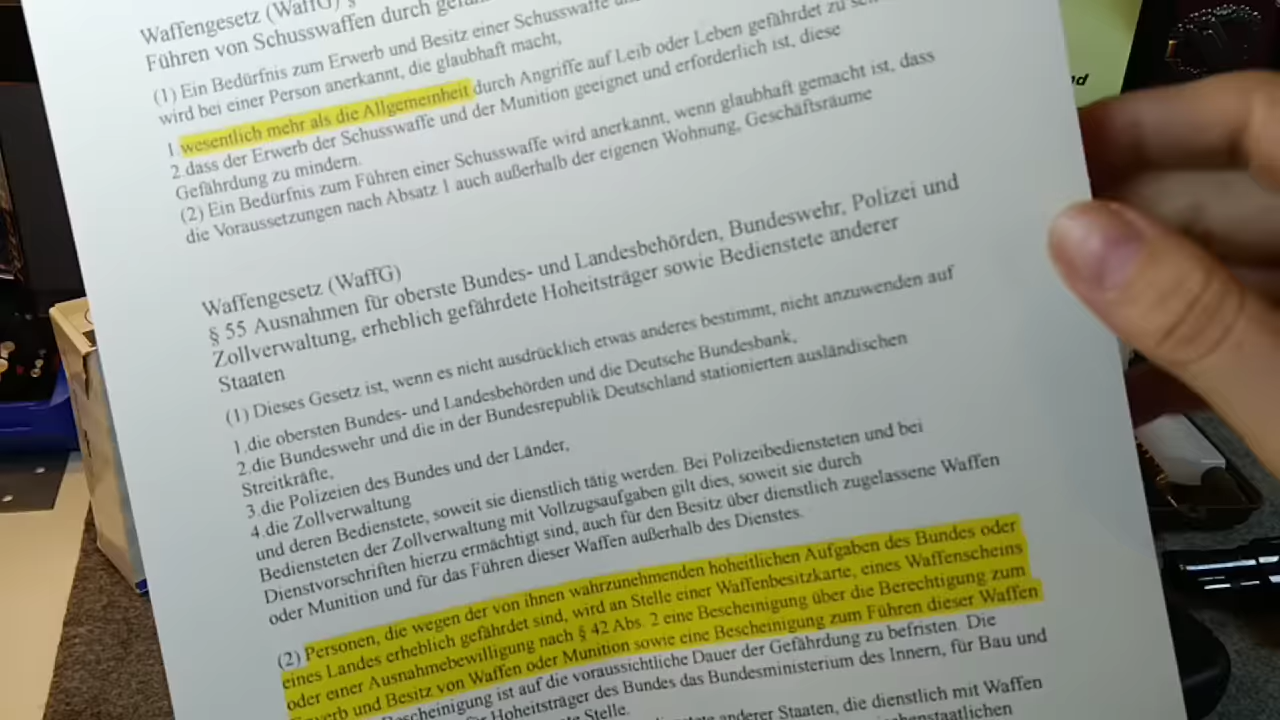 Waffengesetz (WaffG) §
Führen von Schusswaffen durch
(1) Ein Bedürfnis zum Erwerb und Besitz einer Schusswaffe
wird bei einer Person anerkannt, die glaubhaft macht,
1.wesentlich mehr als die Allgemeinheit durch Angriffe auf Leib oder Leben gefährdet zu
2.dass der Erwerb der Schusswaffe und der Munition geeignet und erforderlich ist, diese
Gefährdung zu mindern.
(2) Ein Bedürfnis zum Führen einer Schusswaffe wird anerkannt, wenn glaubhaft gemacht ist, dass
die Voraussetzungen nach Absatz 1 auch außerhalb der eigenen Wohnung, Geschäftsräume
Waffengesetz (WaffG)
§ 55 Ausnahmen für oberste Bundes- und Landesbehörden, Bundeswehr, Polizei und
Zollverwaltung, erheblich gefährdete Hoheitsträger sowie Bedienstete anderer
Staaten
(1) Dieses Gesetz ist, wenn es nicht ausdrücklich etwas anderes bestimmt, nicht anzuwenden auf
1.die obersten Bundes- und Landesbehörden und die Deutsche Bundesbank,
2.die Bundeswehr und die in der Bundesrepublik Deutschland stationierten ausländischen
Streitkräfte,
3.die Polizeien des Bundes und der Länder,
4.die Zollverwaltung
und deren Bedienstete, soweit sie dienstlich tätig werden. Bei Polizeibediensteten und bei
Bediensteten der Zollverwaltung mit Vollzugsaufgaben gilt dies, soweit sie durch
Dienstvorschriften hierzu ermächtigt sind, auch für den Besitz über dienstlich zugelassene Waffen
oder Munition und für das Führen dieser Waffen außerhalb des Dienstes.
(2) Personen, die wegen der von ihnen wahrzunehmenden hoheitlichen Aufgaben des Bundes oder
eines Landes erheblich gefährdet sind, wird an Stelle einer Waffenbesitzkarte, eines Waffenscheins
oder einer Ausnahmebewilligung nach § 42 Abs. 2 eine Bescheinigung über die Berechtigung zum
Erwerb und Besitz von Waffen oder Munition sowie eine Bescheinigung zum Führen dieser Waffen
Bescheinigung ist auf die voraussichtliche Dauer der Gefährdung zu befristen. Die
für Hoheitsträger des Bundes das Bundesministerium des Innern, für Bau und
Stelle.
anderer Staaten, die dienstlich mit Waffen